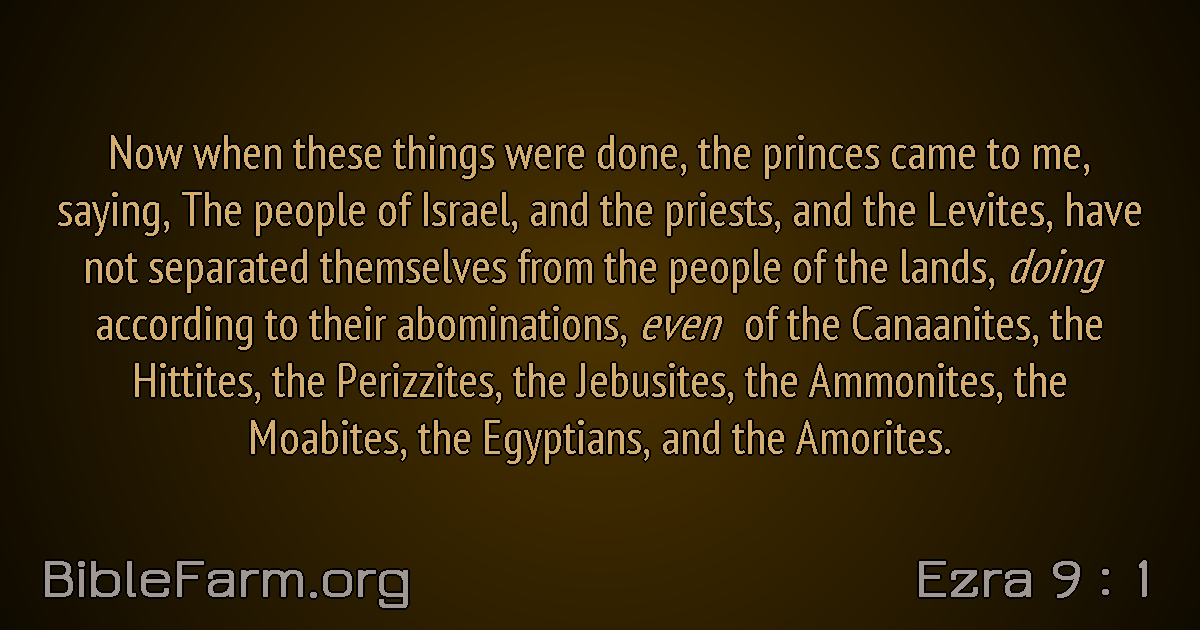 Now when these things were done, the princes came to me,
saying, The people of Israel, and the priests, and the Levites, have
not separated themselves from the people of the lands, doing
according to their abominations, even of the Canaanites, the
Hittites, the Perizzites, the Jebusites, the Ammonites, the
Moabites, the Egyptians, and the Amorites.
BibleFarm.org
Ezra 9 : 1